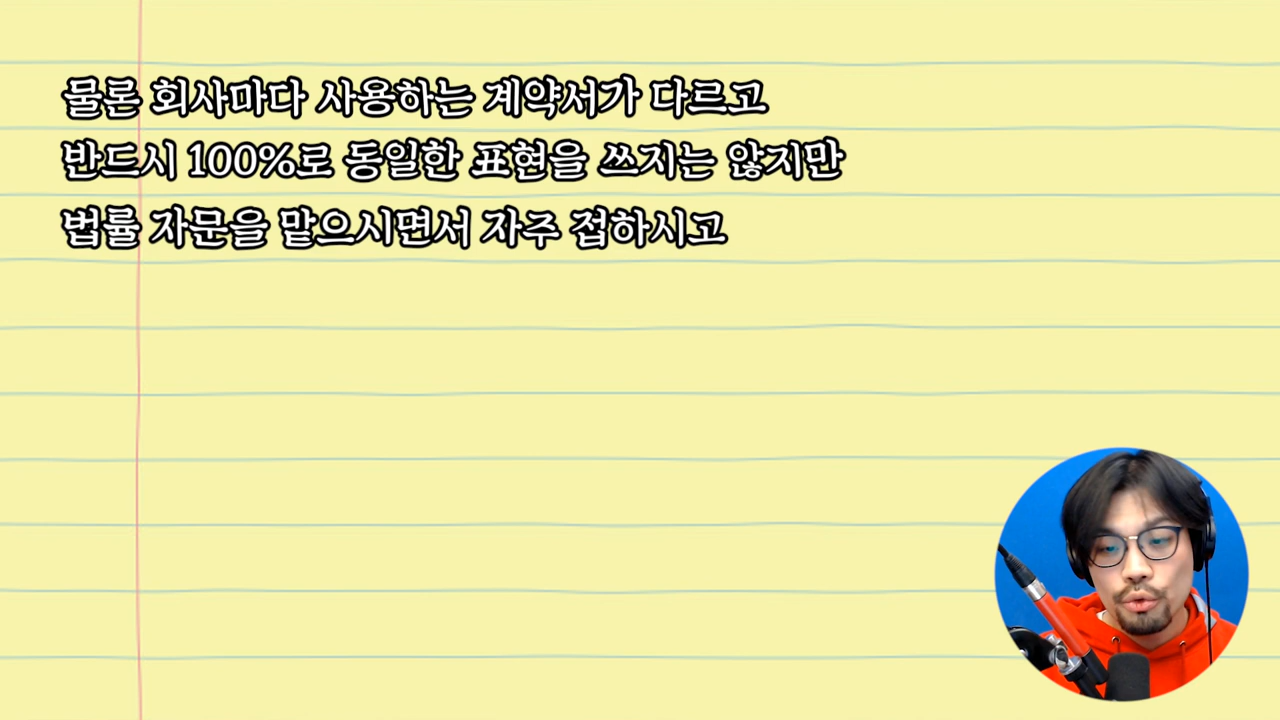 물론 회사마다 사용하는 계약서가 다르고
반드시 100%로 동일한 표현을 쓰지는 않지만
법률 자문을 맡으시면서 자주 접하시고